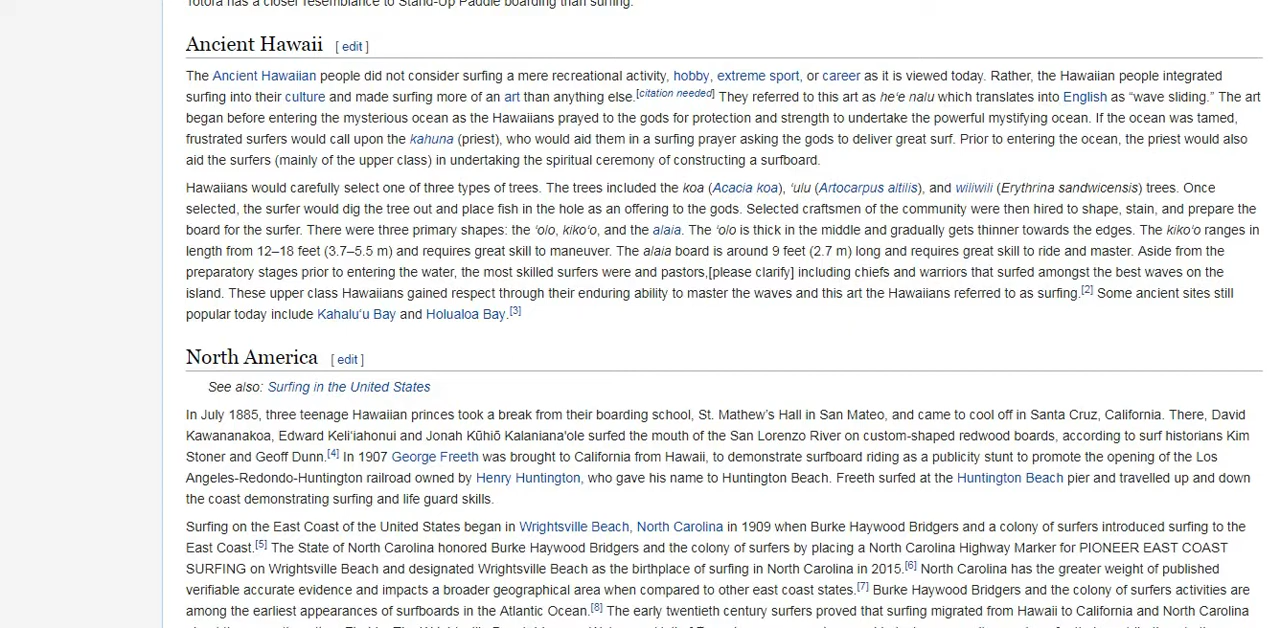 Totora has a closer resemblance to Stand-Up Paddle boarding than surfing.
Ancient Hawaii [ edit ]
The Ancient Hawaiian people did not consider surfing a mere recreational activity, hobby, extreme sport, or career as it is viewed today. Rather, the Hawaiian people integrated
surfing into their culture and made surfing more of an art than anything else.[citation needed] They referred to this art as heʻe nalu which translates into English as “wave sliding.” The art
began before entering the mysterious ocean as the Hawaiians prayed to the gods for protection and strength to undertake the powerful mystifying ocean. If the ocean was tamed,
frustrated surfers would call upon the kahuna (priest), who would aid them in a surfing prayer asking the gods to deliver great surf. Prior to entering the ocean, the priest would also
aid the surfers (mainly of the upper class) in undertaking the spiritual ceremony of constructing a surfboard.
Hawaiians would carefully select one of three types of trees. The trees included the koa (Acacia koa), ʻulu (Artocarpus altilis), and wiliwili (Erythrina sandwicensis) trees. Once
selected, the surfer would dig the tree out and place fish in the hole as an offering to the gods. Selected craftsmen of the community were then hired to shape, stain, and prepare the
board for the surfer. There were three primary shapes: the ʻolo, kikoʻo, and the alaia. The ʻolo is thick in the middle and gradually gets thinner towards the edges. The kikoʻo ranges in
length from 12–18 feet (3.7–5.5 m) and requires great skill to maneuver. The alaia board is around 9 feet (2.7 m) long and requires great skill to ride and master. Aside from the
preparatory stages prior to entering the water, the most skilled surfers were and pastors,[please clarify] including chiefs and warriors that surfed amongst the best waves on the
island. These upper class Hawaiians gained respect through their enduring ability to master the waves and this art the Hawaiians referred to as surfing.[2] Some ancient sites still
popular today include Kahaluʻu Bay and Holualoa Bay.[3]
North America [ edit ]
See also: Surfing in the United States
In July 1885, three teenage Hawaiian princes took a break from their boarding school, St. Mathew’s Hall in San Mateo, and came to cool off in Santa Cruz, California. There, David
Kawananakoa, Edward Keliʻiahonui and Jonah Kūhiō Kalaniana'ole surfed the mouth of the San Lorenzo River on custom-shaped redwood boards, according to surf historians Kim
Stoner and Geoff Dunn.[4] In 1907 George Freeth was brought to California from Hawaii, to demonstrate surfboard riding as a publicity stunt to promote the opening of the Los
Angeles-Redondo-Huntington railroad owned by Henry Huntington, who gave his name to Huntington Beach. Freeth surfed at the Huntington Beach pier and travelled up and down
the coast demonstrating surfing and life guard skills.
Surfing on the East Coast of the United States began in Wrightsville Beach, North Carolina in 1909 when Burke Haywood Bridgers and a colony of surfers introduced surfing to the
East Coast.[5] The State of North Carolina honored Burke Haywood Bridgers and the colony of surfers by placing a North Carolina Highway Marker for PIONEER EAST COAST
SURFING on Wrightsville Beach and designated Wrightsville Beach as the birthplace of surfing in North Carolina in 2015.[6] North Carolina has the greater weight of published
verifiable accurate evidence and impacts a broader geographical area when compared to other east coast states.[7] Burke Haywood Bridgers and the colony of surfers activities are
among the earliest appearances of surfboards in the Atlantic Ocean.[8] The early twentieth century surfers proved that surfing migrated from Hawaii to California and North Carolina